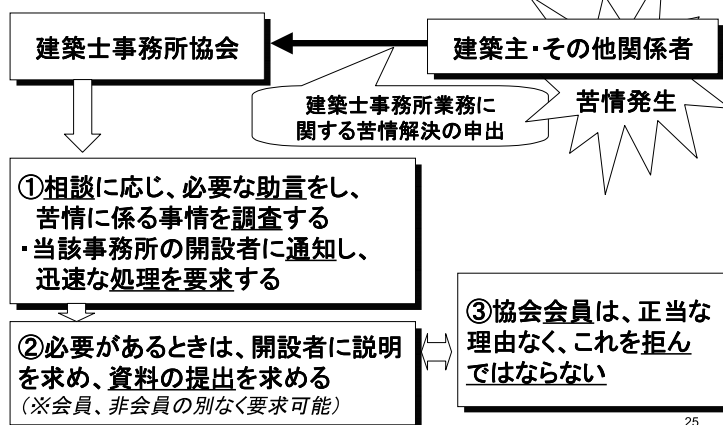 建築士事務所協会
建築主・その他関係者
苦情発生
建築士事務所業務に
関する苦情解決の申出
①相談に応じ、必要な助言をし、
苦情に係る事情を調査する
・当該事務所の開設者に通知し、
迅速な処理を要求する
②必要があるときは、開設者に説明
を求め、資料の提出を求める
(※会員、非会員の別なく要求可能)
③協会会員は、正当な
理由なく、これを拒ん
ではならない
25